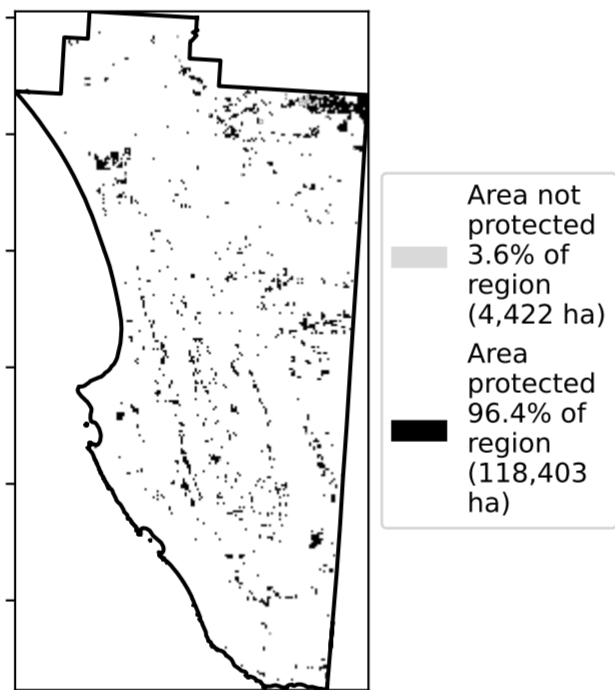 Area not
protected
3.6% of
region
(4,422 ha)
Area
protected
96.4% of
region
(118,403
ha)